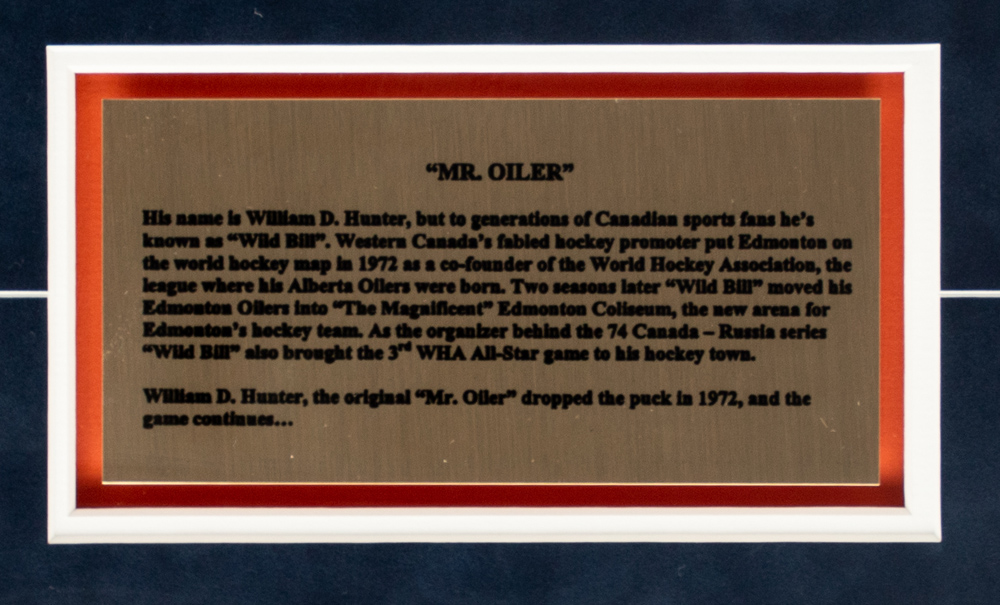 “MR. OILER”
His name is William D. Hunter, but to generations of Canadian sports fans he’s
known as “Wild Bill”. Western Canada’s fabled hockey promoter put Edmonton on
the world hockey map in 1972 as a co-founder of the World Hockey Association, the
league where his Alberta Oilers were born. Two seasons later “Wild Bill” moved his
Edmonton Oilers into “The Magnificent” Edmonton Coliseum, the new arena for
Edmonton’s hockey team. As the organizer behind the 74 Canada – Russia series
“Wild Bill” also brought the 3rd WHA All-Star game to his hockey town.
William D. Hunter, the original “Mr. Oiler” dropped the puck in 1972, and the
game continues...